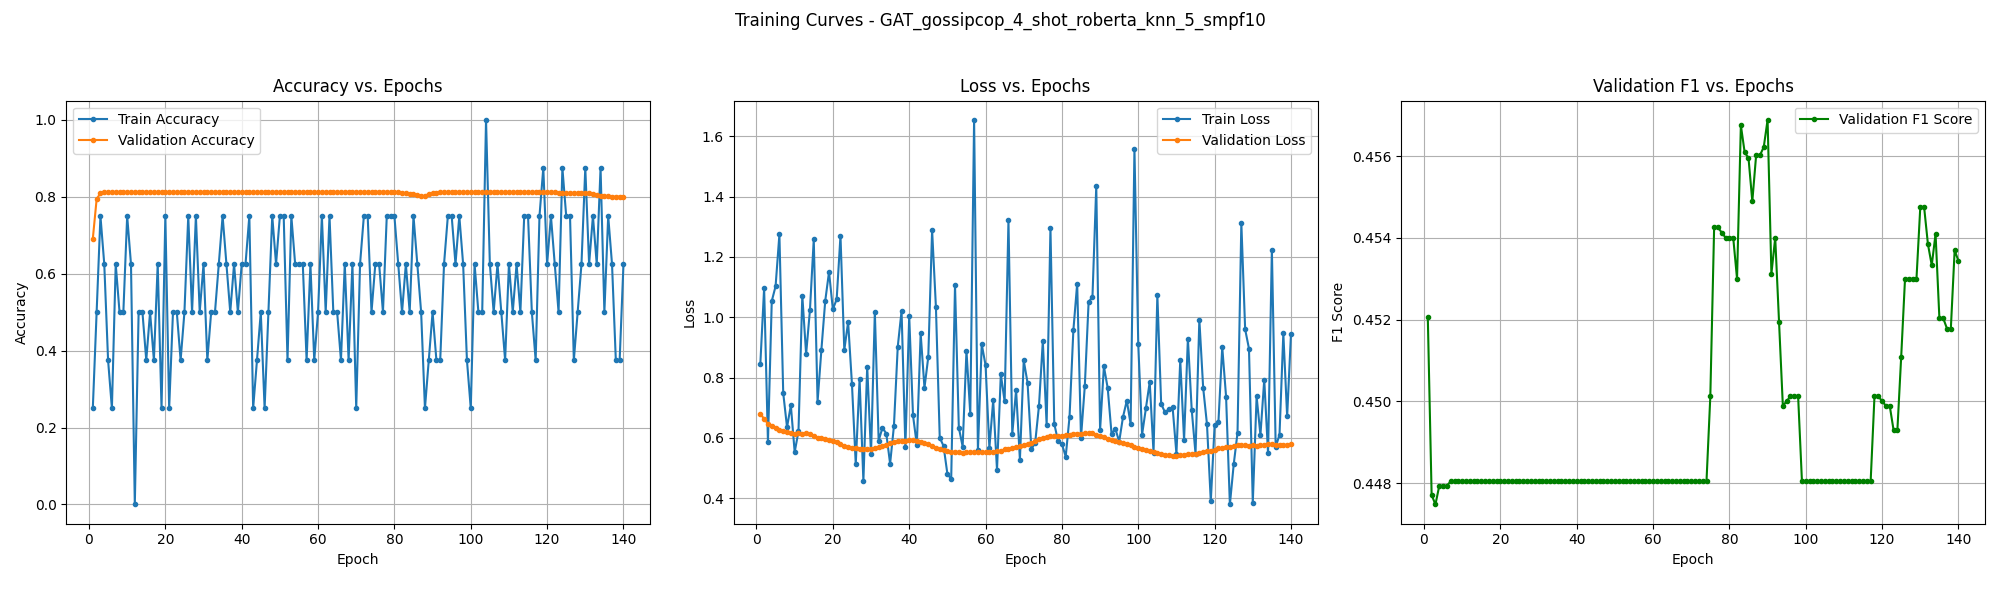 Training Curves - GAT_gossipcop_4_shot_roberta_knn_5_smpf10
Accuracy vs. Epochs
Train Accuracy
Validation Accuracy
1.0
0.8
0.6
0.4
0.2
0.0
Accuracy
0 20 40 60 80 100 120 140
Epoch
Loss vs. Epochs
Train Loss
Validation Loss
1.6
1.4
1.2
1.0
0.8
0.6
0.4
Loss
0 20 40 60 80 100 120 140
Epoch
Validation F1 vs. Epochs
Validation F1 Score
0.456
0.454
0.452
0.450
0.448
F1 Score
0 20 40 60 80 100 120 140
Epoch